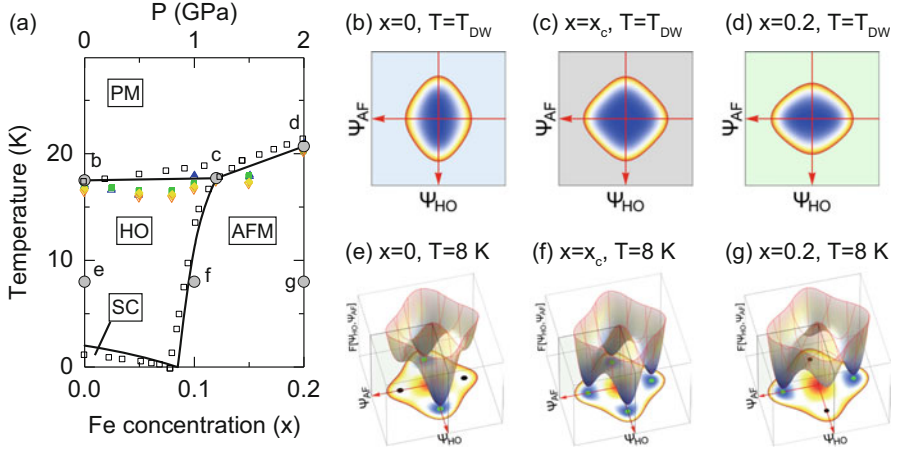 (a)
P (GPa)
0 1 2
PM
b
c
d
HO
AFM
e
f
g
SC
20
10
0
Temperature (K)
0.0 0.1 0.2
Fe concentration (x)
(b) x=0, T=T_DW
Ψ_AF
Ψ_HO
(c) x=x_c, T=T_DW
Ψ_AF
Ψ_HO
(d) x=0.2, T=T_DW
Ψ_AF
Ψ_HO
(e) x=0, T=8 K
F[Ψ_HO, Ψ_AF]
Ψ_AF
Ψ_HO
(f) x=x_c, T=8 K
F[Ψ_HO, Ψ_AF]
Ψ_AF
Ψ_HO
(g) x=0.2, T=8 K
F[Ψ_HO, Ψ_AF]
Ψ_AF
Ψ_HO